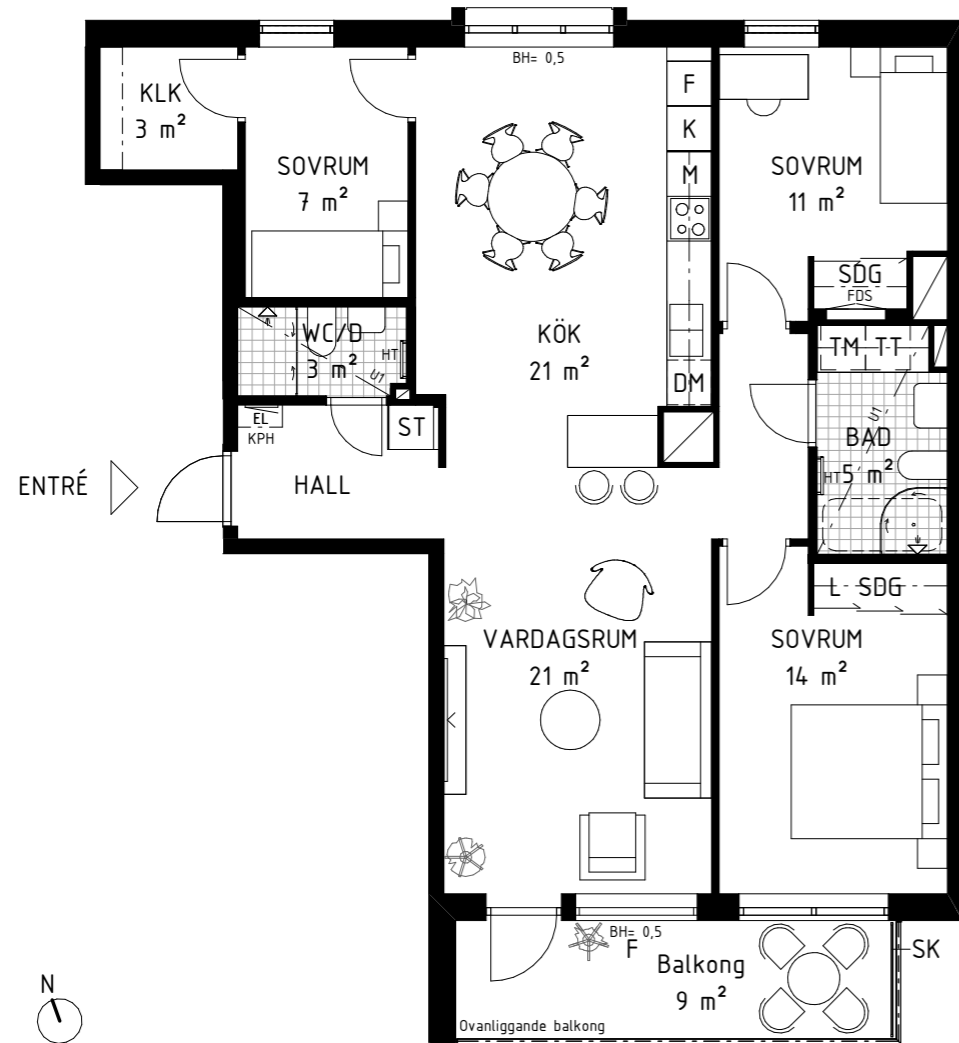 BH= 0,5
KLK
3 m²
SOVRUM
7 m²
F
K
M
SOVRUM
11 m²
SDG
FDS
WC/D
3 m²
HT
U1
KÖK
21 m²
DM
TM TT
U1
BAD
5 m²
HT
EL
KPH
ST
ENTRÉ
HALL
L SDG
VARDAGSRUM
21 m²
SOVRUM
14 m²
BH= 0,5
F
Balkong
9 m²
SK
N
Ovanliggande balkong